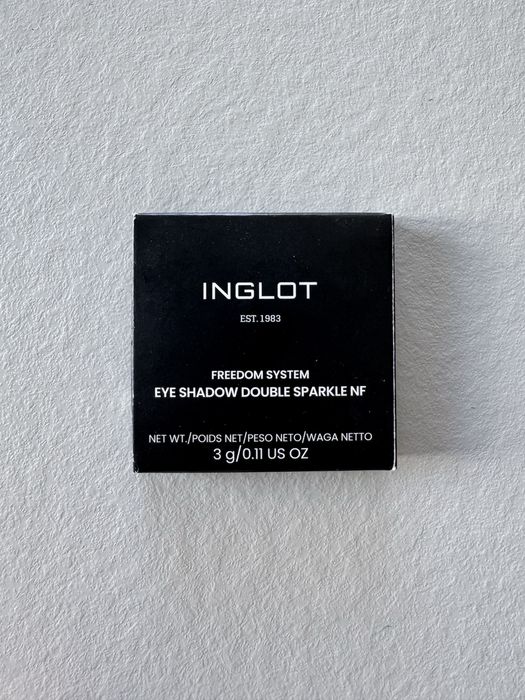 INGLOT
EST. 1983
FREEDOM SYSTEM
EYE SHADOW DOUBLE SPARKLE NF
NET WT./POIDS NET/PESO NETO/WAGA NETTO
3 g/0.11 US OZ